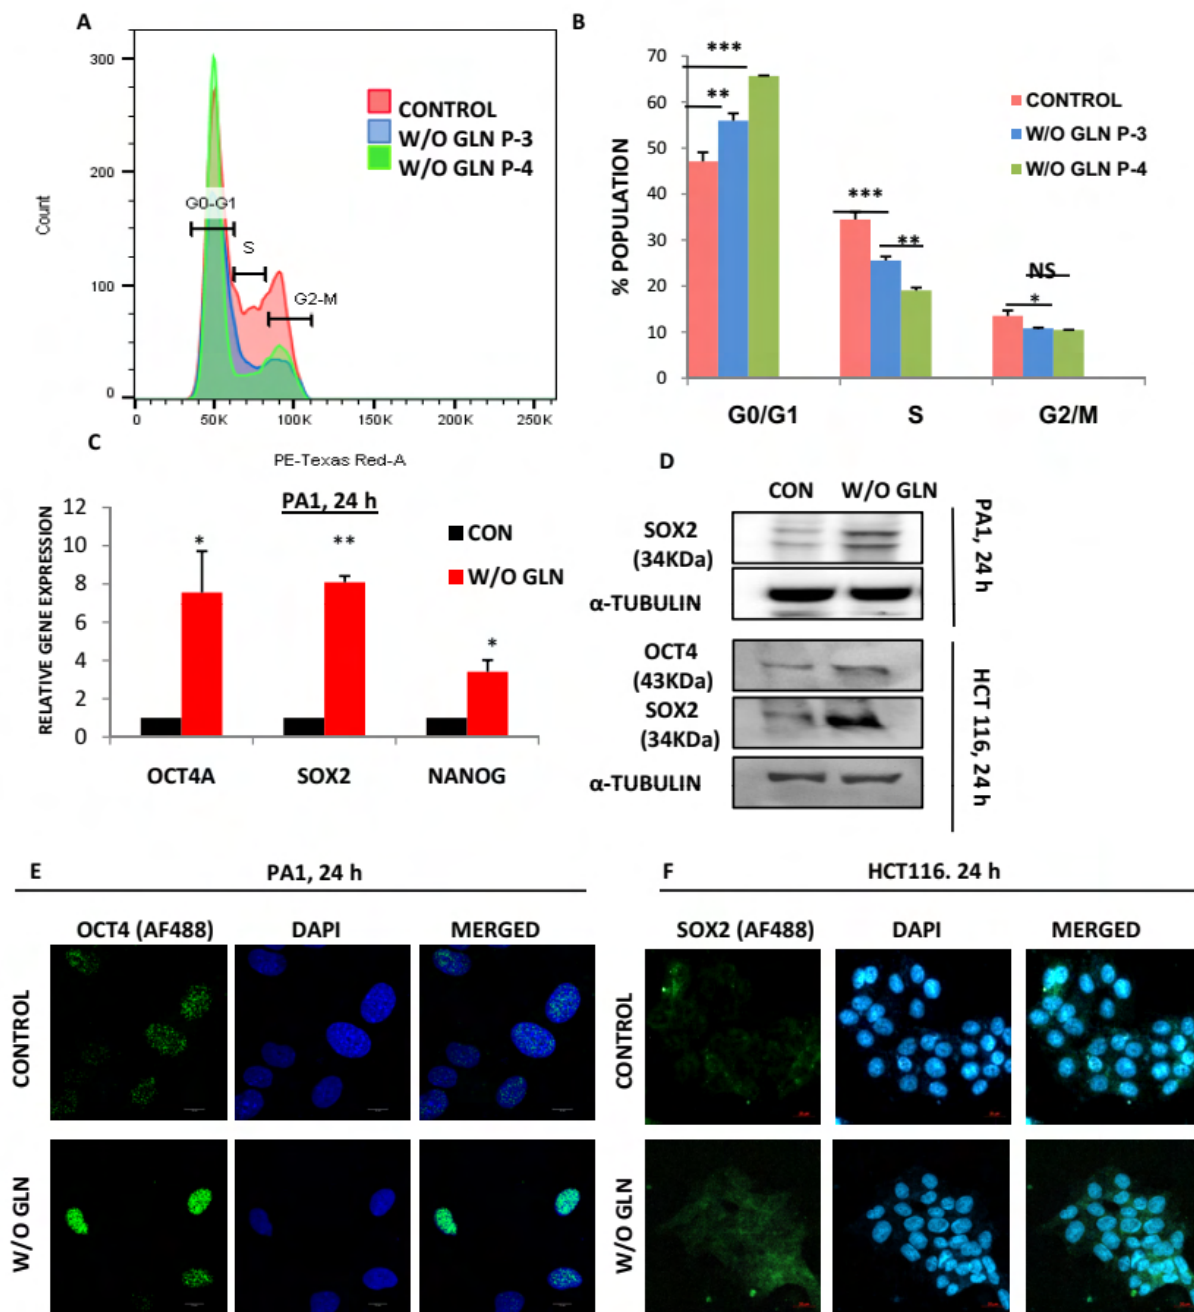 A
300
200
100
0
Count
CONTROL
W/O GLN P-3
W/O GLN P-4
G0-G1
S
G2-M
0 50K 100K 150K 200K 250K
PE-Texas Red-A
B
70
60
50
40
30
20
10
0
% POPULATION
***
**
***
**
NS
*
CONTROL
W/O GLN P-3
W/O GLN P-4
G0/G1 S G2/M
C
PA1, 24 h
12
10
8
6
4
2
0
RELATIVE GENE EXPRESSION
* ** *
CON
W/O GLN
OCT4A SOX2 NANOG
D
CON W/O GLN
SOX2
(34KDa)
α-TUBULIN
PA1, 24 h
OCT4
(43KDa)
SOX2
(34KDa)
α-TUBULIN
HCT 116, 24 h
E
PA1, 24 h
OCT4 (AF488) DAPI MERGED
CONTROL
W/O GLN
F
HCT116. 24 h
SOX2 (AF488) DAPI MERGED
CONTROL
W/O GLN